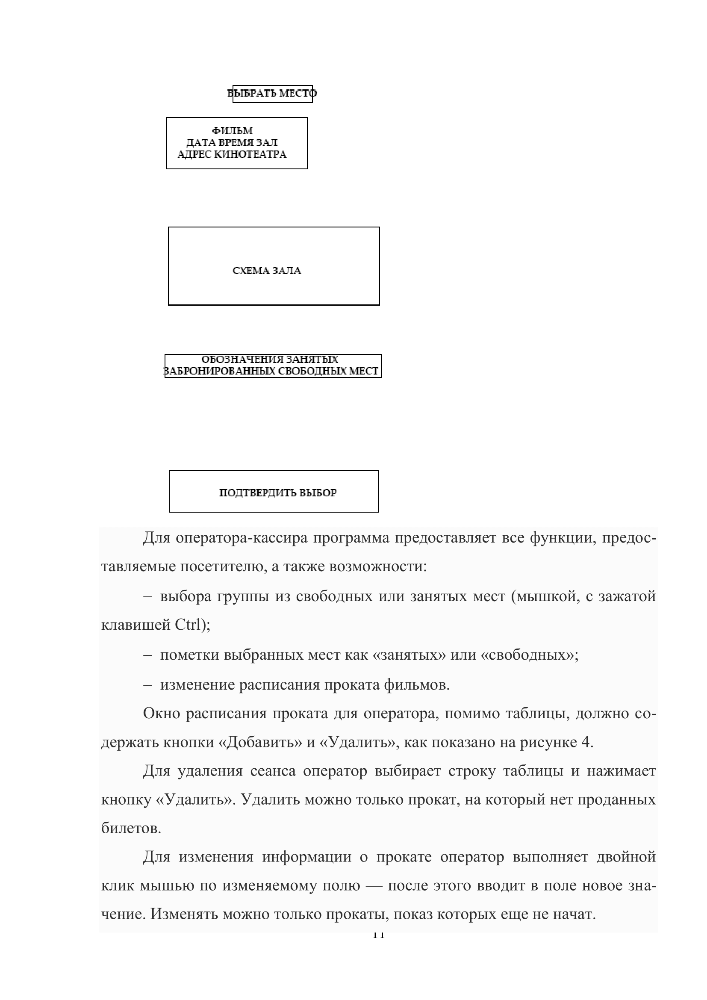 ВЫБРАТЬ МЕСТО
ФИЛЬМ
ДАТА ВРЕМЯ ЗАЛ
АДРЕС КИНОТЕАТРА
СХЕМА ЗАЛА
ОБОЗНАЧЕНИЯ ЗАНЯТЫХ
ЗАБРОНИРОВАННЫХ СВОБОДНЫХ МЕСТ
ПОДТВЕРДИТЬ ВЫБОР
Для оператора-кассира программа предоставляет все функции, предос-
тавляемые посетителю, а также возможности:
– выбора группы из свободных или занятых мест (мышкой, с зажатой
клавишей Ctrl);
– пометки выбранных мест как «занятых» или «свободных»;
– изменение расписания проката фильмов.
Окно расписания проката для оператора, помимо таблицы, должно со-
держать кнопки «Добавить» и «Удалить», как показано на рисунке 4.
Для удаления сеанса оператор выбирает строку таблицы и нажимает
кнопку «Удалить». Удалить можно только прокат, на который нет проданных
билетов.
Для изменения информации о прокате оператор выполняет двойной
клик мышью по изменяемому полю — после этого вводит в поле новое зна-
чение. Изменять можно только прокаты, показ которых еще не начат.